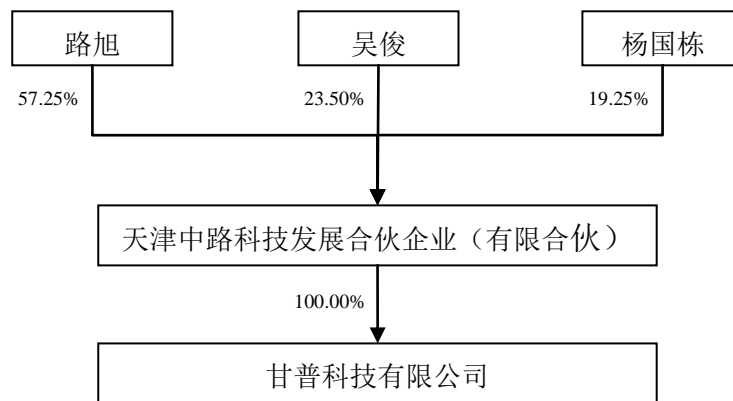 路旭
吴俊
杨国栋
57.25%
23.50%
19.25%
天津中路科技发展合伙企业（有限合伙）
100.00%
甘普科技有限公司